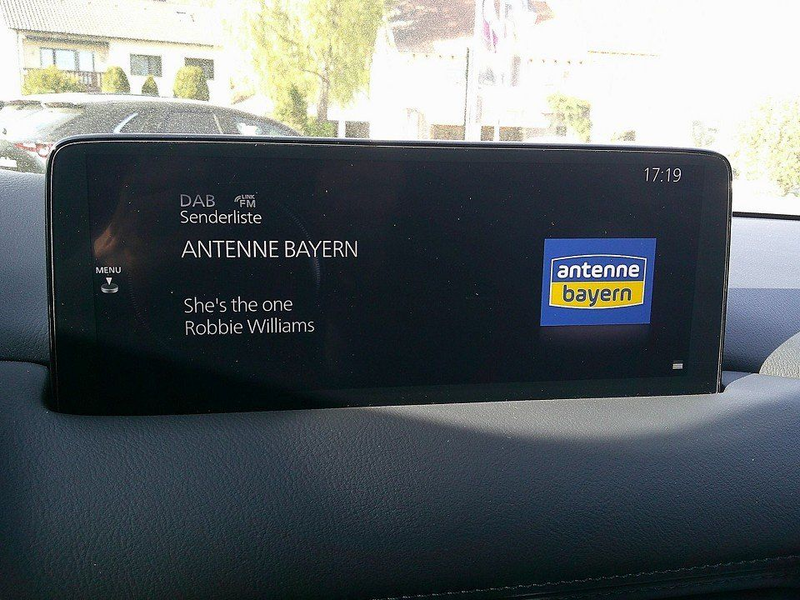 17:19
DAB LINK FM
Senderliste
ANTENNE BAYERN
MENU
She's the one
Robbie Williams
antenne
bayern